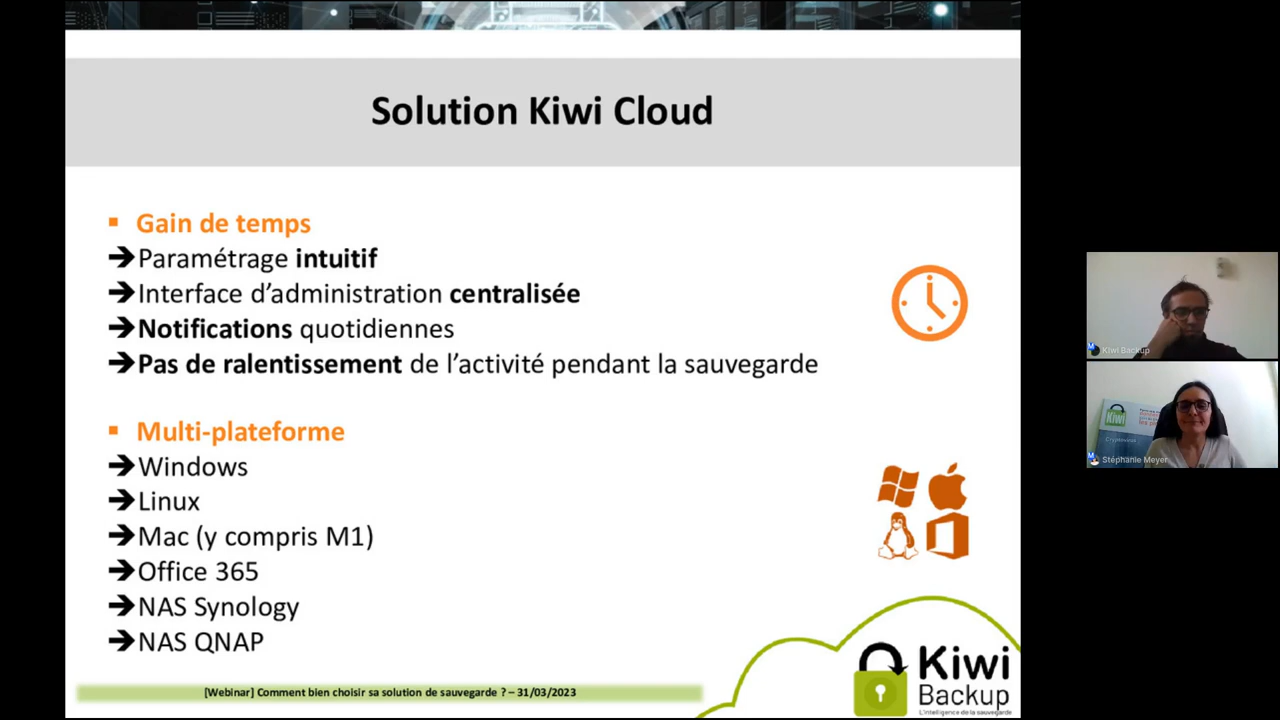 Solution Kiwi Cloud
▪ Gain de temps
➔Paramétrage intuitif
➔Interface d’administration centralisée
➔Notifications quotidiennes
➔Pas de ralentissement de l’activité pendant la sauvegarde
▪ Multi-plateforme
➔Windows
➔Linux
➔Mac (y compris M1)
➔Office 365
➔NAS Synology
➔NAS QNAP
[Webinar] Comment bien choisir sa solution de sauvegarde ? – 31/03/2023
Kiwi
Backup
L'intelligence de la sauvegarde
Kiwi Backup
Kiwi
Stéphanie Meyer